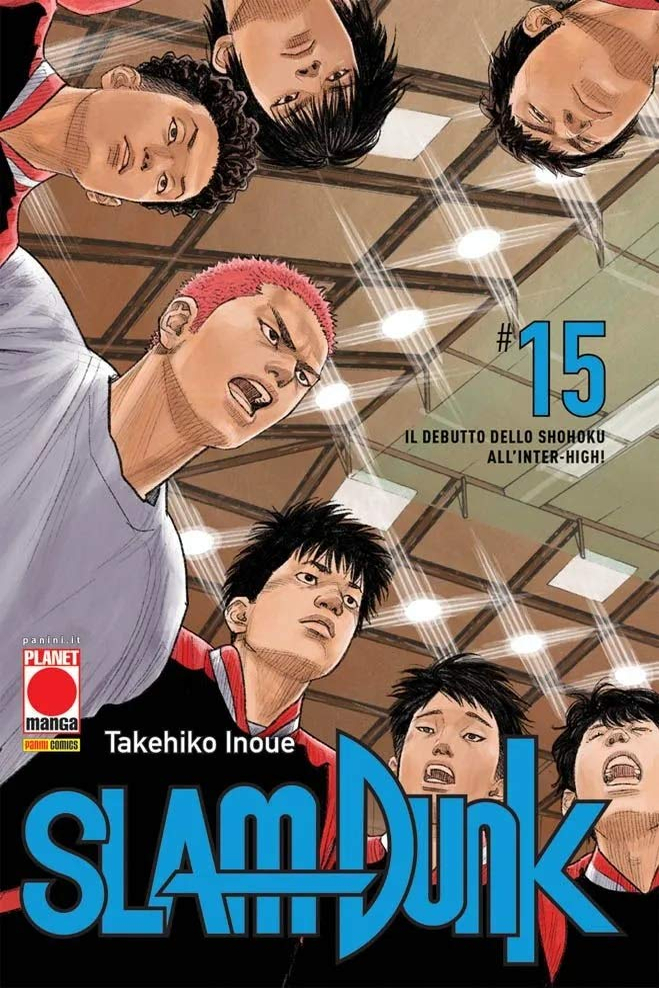 #15
IL DEBUTTO DELLO SHOHOKU
ALL'INTER-HIGH!
panini.it
PLANET
manga
PANINI COMICS
Takehiko Inoue
SLAM DUNK